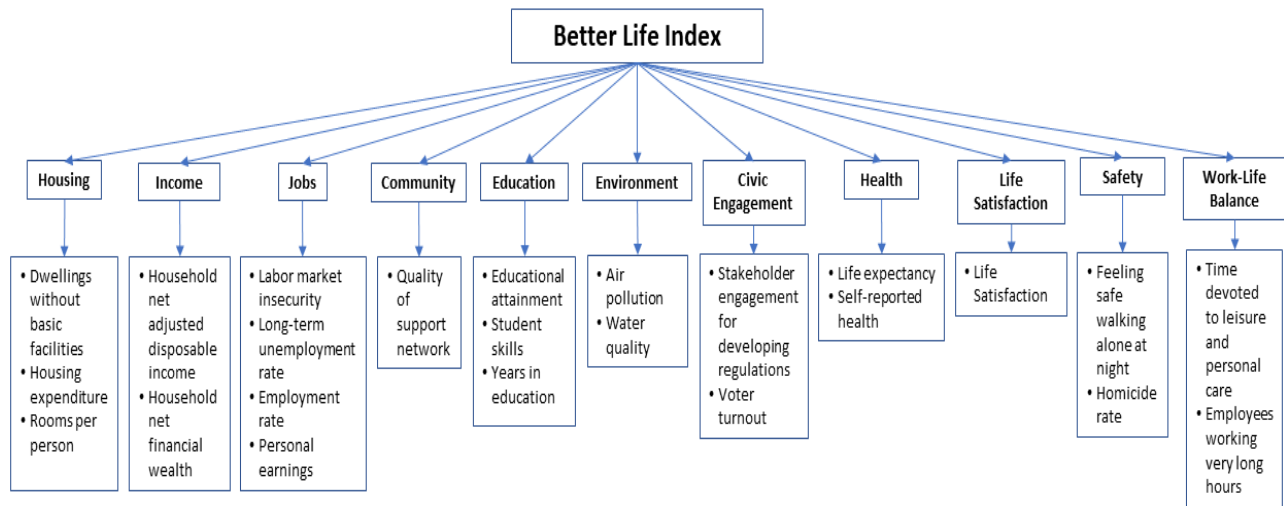 Better Life Index
Housing
Income
Jobs
Community
Education
Environment
Civic
Engagement
Health
Life
Satisfaction
Safety
Work-Life
Balance
• Dwellings
without
basic
facilities
• Housing
expenditure
• Rooms per
person
• Household
net
adjusted
disposable
income
• Household
net
financial
wealth
• Labor market
insecurity
• Long-term
unemployment
rate
• Employment
rate
• Personal
earnings
• Quality
of
support
network
• Educational
attainment
• Student
skills
• Years in
education
• Air
pollution
• Water
quality
• Stakeholder
engagement
for
developing
regulations
• Voter
turnout
• Life expectancy
• Self-reported
health
• Life
Satisfaction
• Feeling
safe
walking
alone at
night
• Homicide
rate
• Time
devoted
to leisure
and
personal
care
• Employees
working
very long
hours